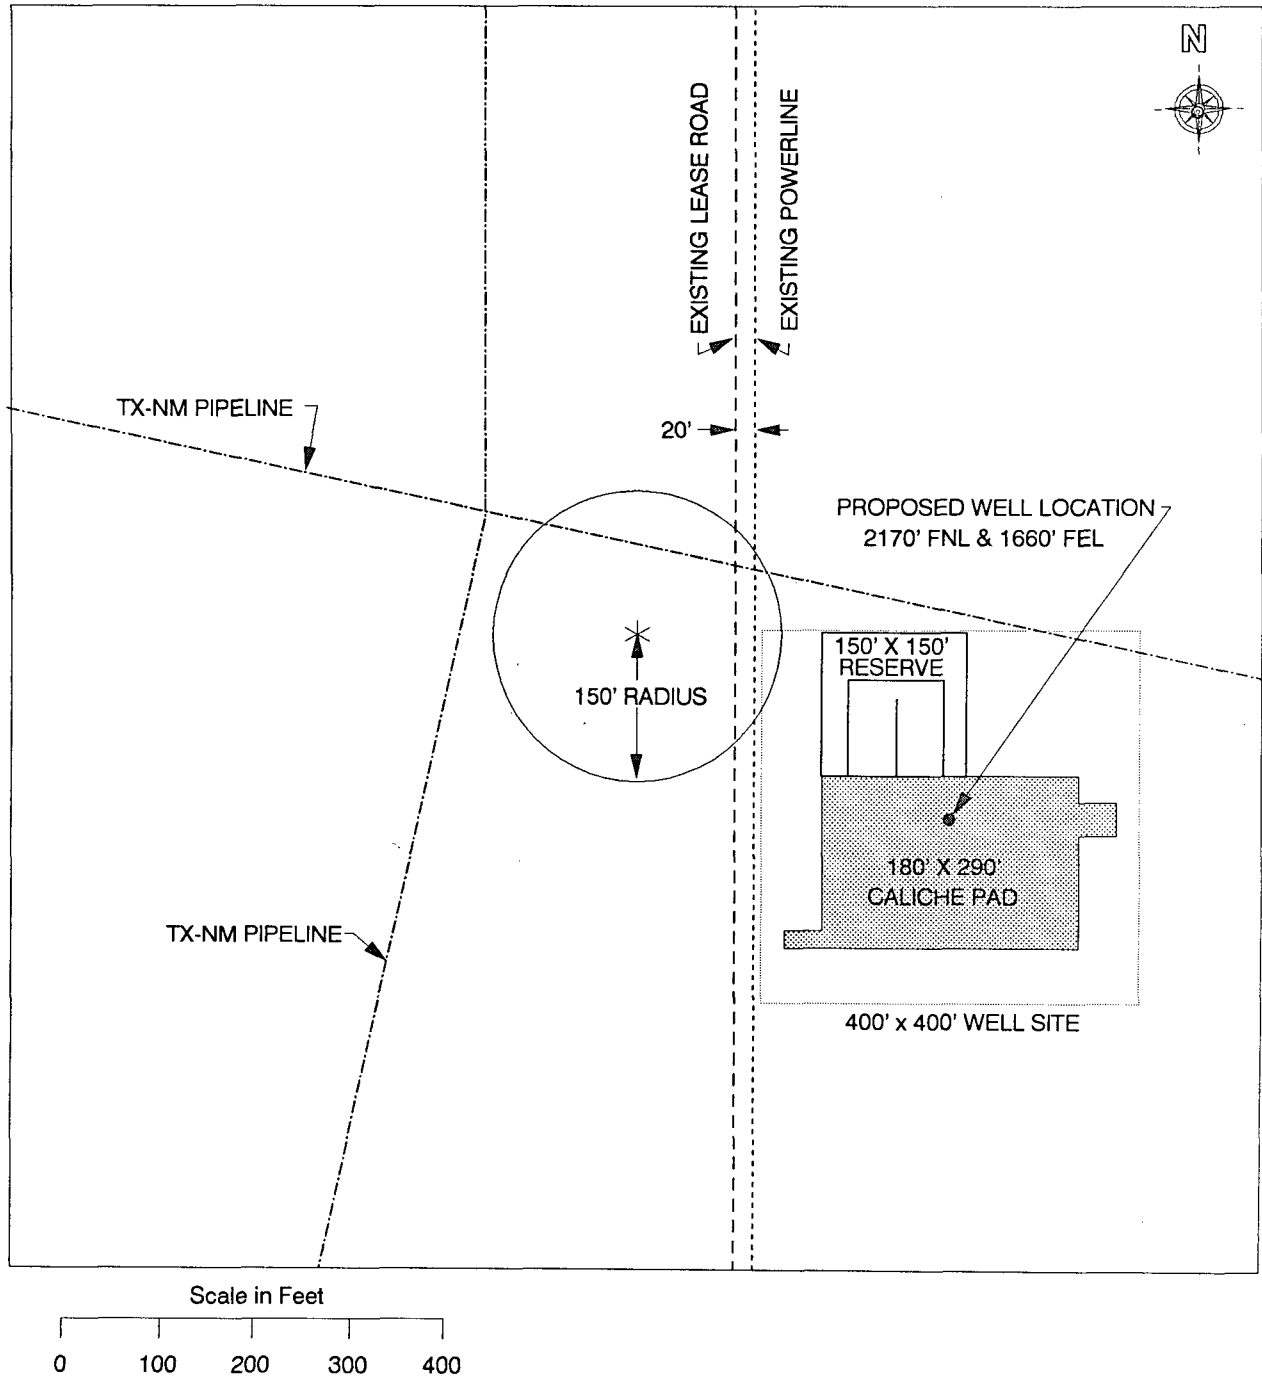 N
EXISTING LEASE ROAD
EXISTING POWERLINE
TX-NM PIPELINE
20'
PROPOSED WELL LOCATION
2170' FNL & 1660' FEL
150' X 150'
RESERVE
150' RADIUS
180' X 290'
CALICHE PAD
TX-NM PIPELINE
400' x 400' WELL SITE
Scale in Feet
0 100 200 300 400